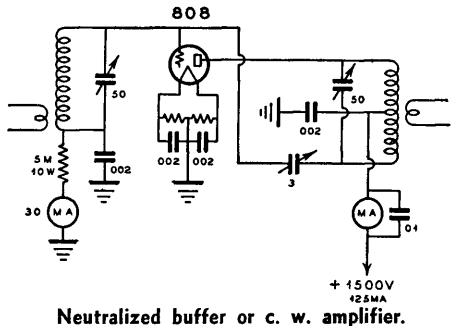 808
50
50
002
5M
10W
002
002
002
3
30
MA
MA
01
+1500V
125MA
Neutralized buffer or c. w. amplifier.